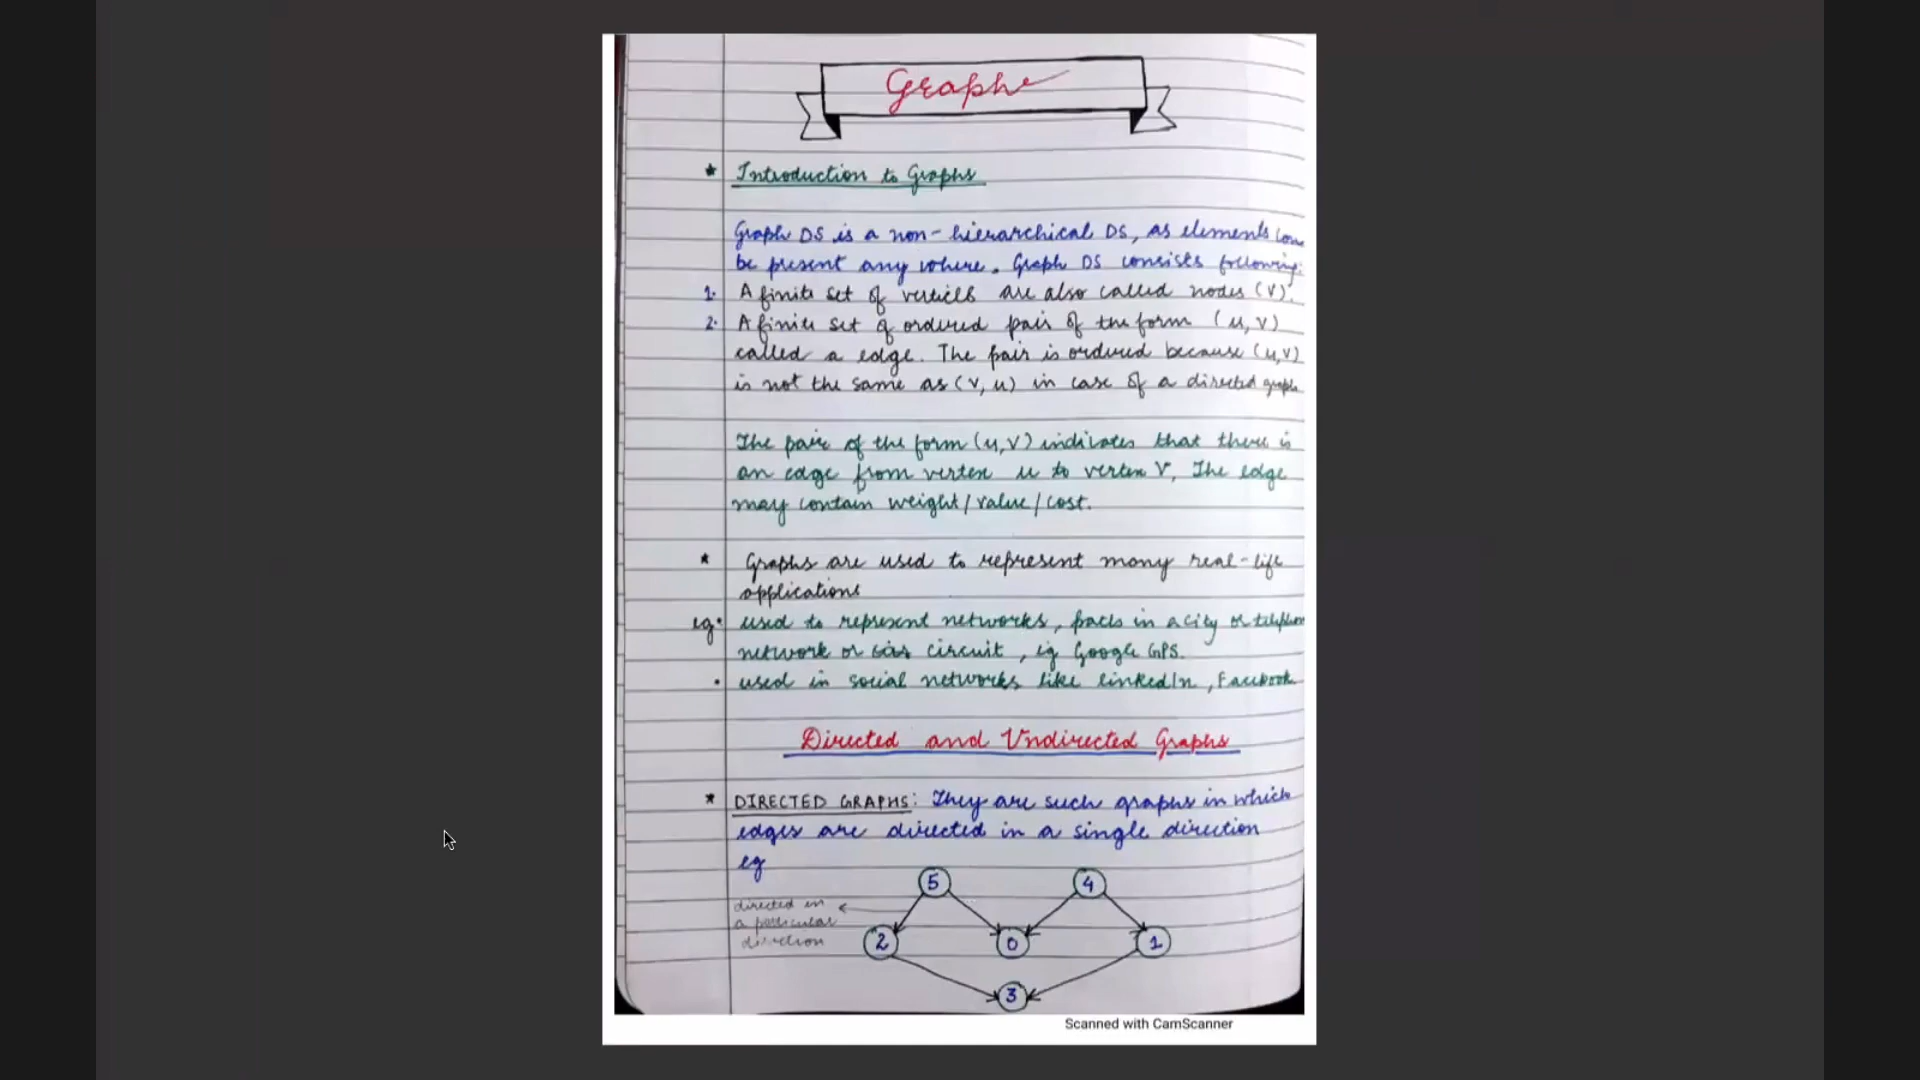 Graphs
* Introduction to Graphs
Graph DS is a non-hierarchical DS, as elements can
be present any where. Graph DS consists following:
1. A finite set of vertices are also called nodes (V).
2. A finite set of ordered pair of the form (u,v)
called a edge. The pair is ordered because (u,v)
is not the same as (v,u) in case of a directed graph
The pair of the form (u,v) indicates that there is
an edge from vertex u to vertex v, The edge
may contain weight/value/cost.
* Graphs are used to represent many real-life
applications
eg. used to represent networks, in a city or telephone
network or circuit, eg Google GPS.
• used in social networks like linkedIn, Facebook
Directed and Undirected Graphs
* DIRECTED GRAPHS: They are such graphs in which
edges are directed in a single direction
eg
5 4
directed in
a particular
direction
2 0 1
3
Scanned with CamScanner